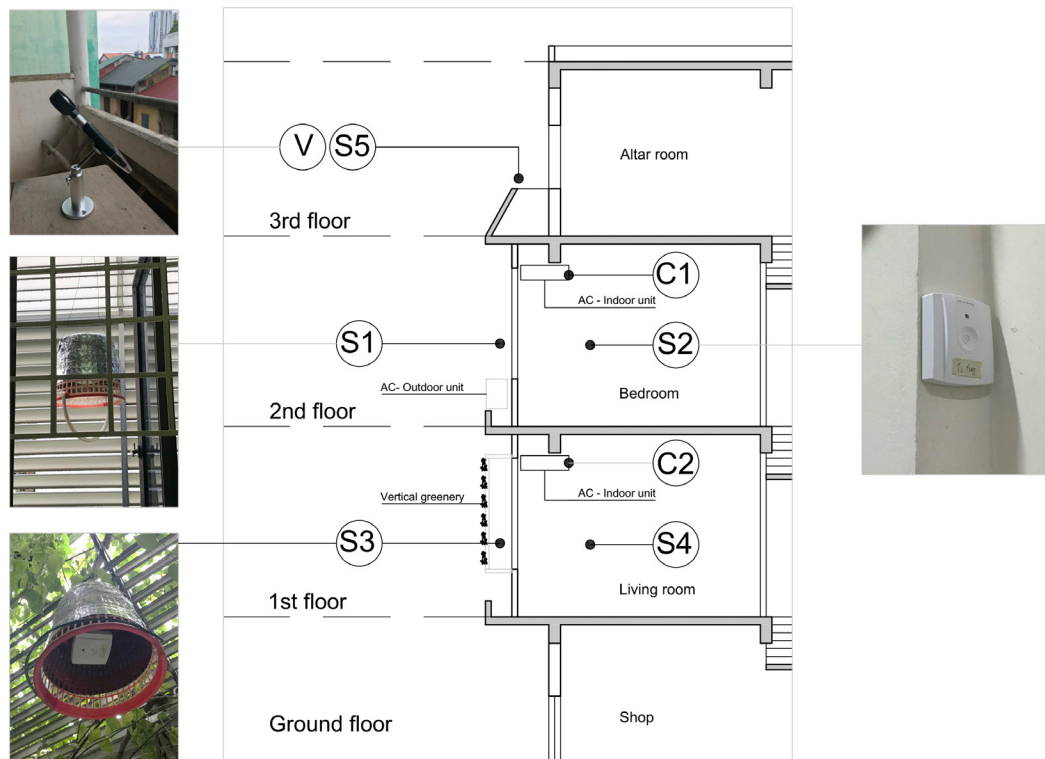 V
S5
Altar room
3rd floor
C1
AC - Indoor unit
S1
S2
AC- Outdoor unit
Bedroom
2nd floor
C2
AC - Indoor unit
Vertical greenery
S3
S4
Living room
1st floor
Ground floor
Shop